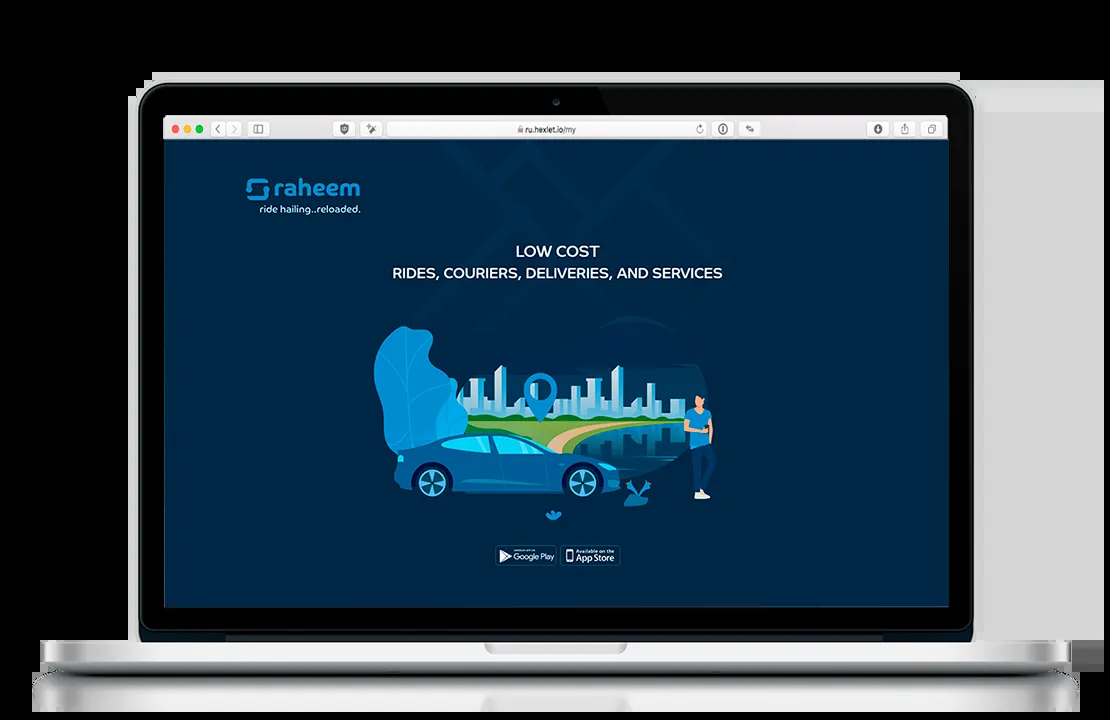 ru.hexlet.io/my
raheem
ride hailing..reloaded.
LOW COST
RIDES, COURIERS, DELIVERIES, AND SERVICES
Google Play
Available on the
App Store